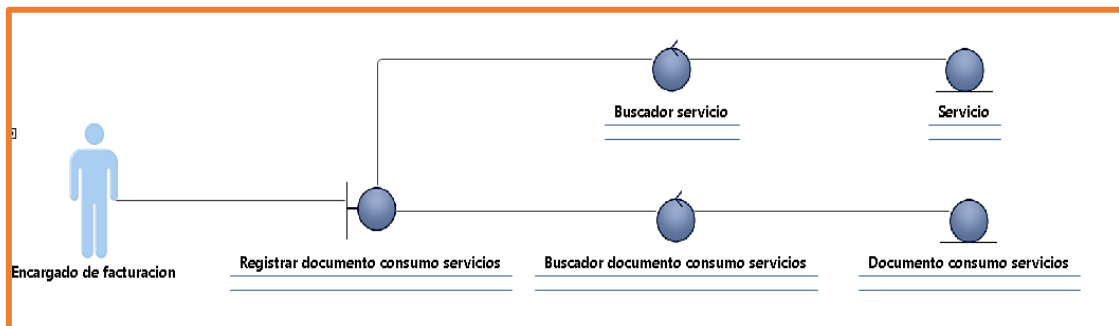 Buscador servicio
Servicio
Encargado de facturacion
Registrar documento consumo servicios
Buscador documento consumo servicios
Documento consumo servicios